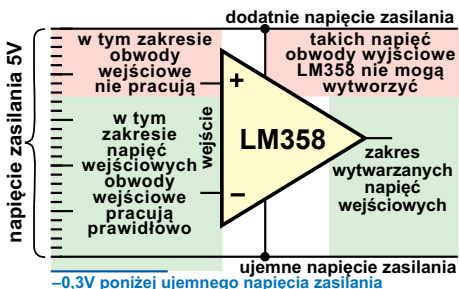 dodatnie napięcie zasilania
w tym zakresie
obwody
wejściowe
nie pracują
takich napięć
obwody wyjściowe
LM358 nie mogą
wytworzyć
napięcie zasilania 5V
w tym
zakresie
napięć
wejściowych
obwody
wejściowe
pracują
prawidłowo
wejście
+
LM358
–
zakres
wytwarzanych
napięć
wejściowych
ujemne napięcie zasilania
–0,3V poniżej ujemnego napięcia zasilania